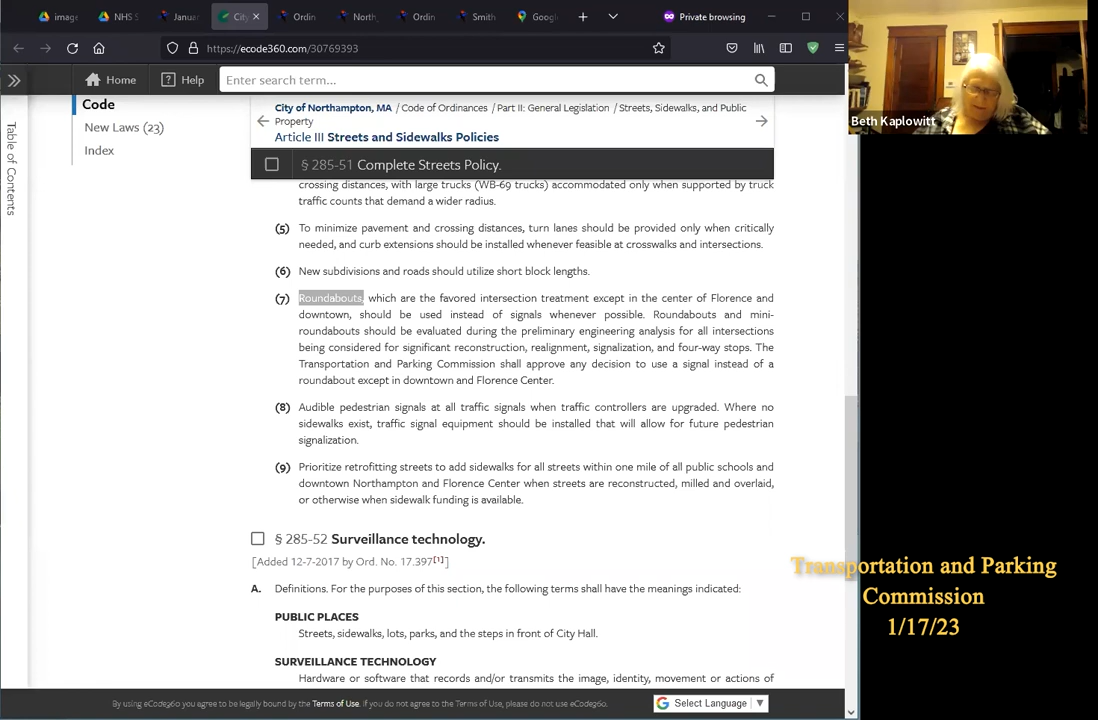 image
NHS S
Januar
City
Ordin
North,
Ordin
Smith
Googl
Private browsing
https://ecode360.com/30769393
Home
Help
Enter search term...
Table of Contents
Code
New Laws (23)
Index
City of Northampton, MA / Code of Ordinances / Part II: General Legislation / Streets, Sidewalks, and Public
Property
Article III Streets and Sidewalks Policies
§ 285-51 Complete Streets Policy.
crossing distances, with large trucks (WB-69 trucks) accommodated only when supported by truck
traffic counts that demand a wider radius.
(5) To minimize pavement and crossing distances, turn lanes should be provided only when critically
needed, and curb extensions should be installed whenever feasible at crosswalks and intersections.
(6) New subdivisions and roads should utilize short block lengths.
(7) Roundabouts, which are the favored intersection treatment except in the center of Florence and
downtown, should be used instead of signals whenever possible. Roundabouts and mini-
roundabouts should be evaluated during the preliminary engineering analysis for all intersections
being considered for significant reconstruction, realignment, signalization, and four-way stops. The
Transportation and Parking Commission shall approve any decision to use a signal instead of a
roundabout except in downtown and Florence Center.
(8) Audible pedestrian signals at all traffic signals when traffic controllers are upgraded. Where no
sidewalks exist, traffic signal equipment should be installed that will allow for future pedestrian
signalization.
(9) Prioritize retrofitting streets to add sidewalks for all streets within one mile of all public schools and
downtown Northampton and Florence Center when streets are reconstructed, milled and overlaid,
or otherwise when sidewalk funding is available.
§ 285-52 Surveillance technology.
[Added 12-7-2017 by Ord. No. 17.397[1]]
A. Definitions. For the purposes of this section, the following terms shall have the meanings indicated:
PUBLIC PLACES
Streets, sidewalks, lots, parks, and the steps in front of City Hall.
SURVEILLANCE TECHNOLOGY
Hardware or software that records and/or transmits the image, identity, movement or actions of
By using eCode360 you agree to be legally bound by the Terms of Use. If you do not agree to the Terms of Use, please do not use eCode360.
Select Language
Beth Kaplowitt
Transportation and Parking
Commission
1/17/23